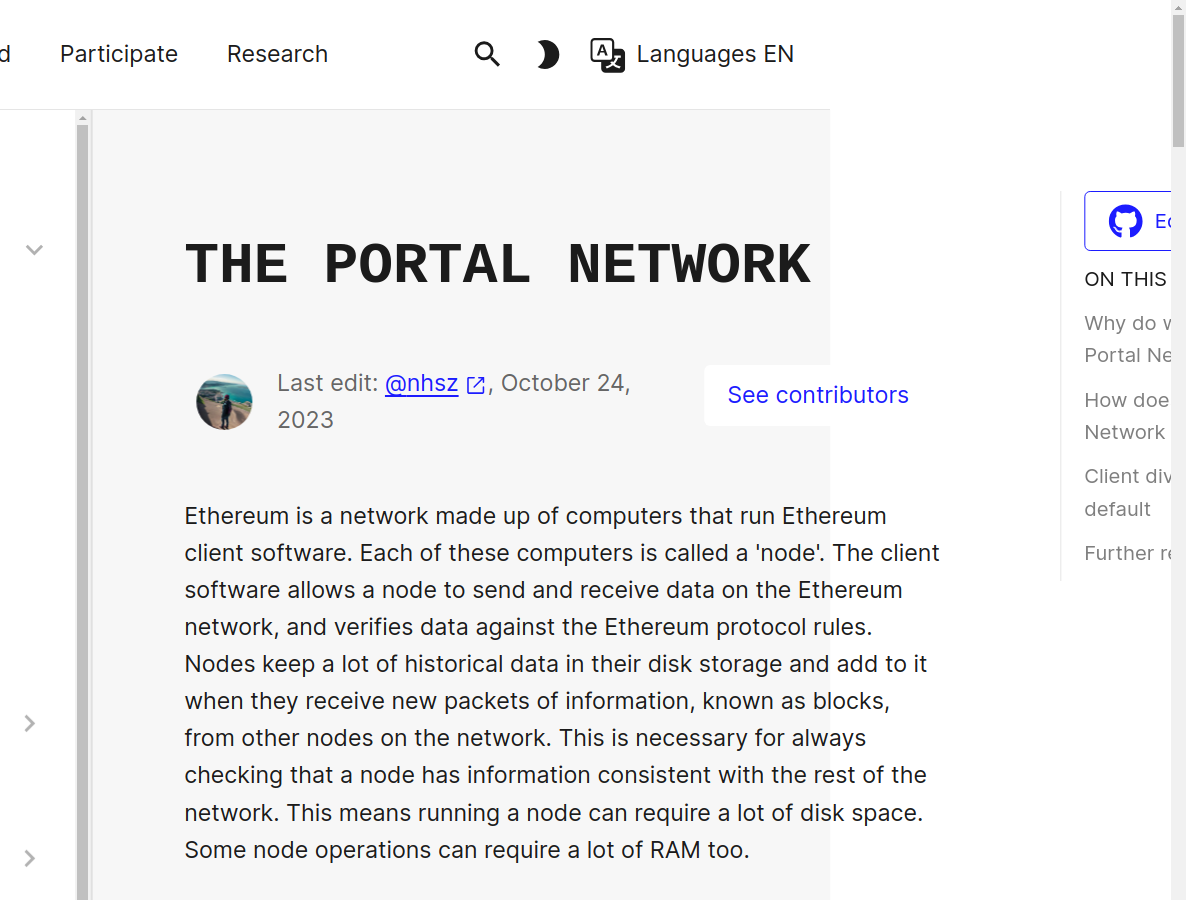 Participate Research Languages EN
THE PORTAL NETWORK
Last edit: @nhsz, October 24,
2023
See contributors
Ethereum is a network made up of computers that run Ethereum
client software. Each of these computers is called a 'node'. The client
software allows a node to send and receive data on the Ethereum
network, and verifies data against the Ethereum protocol rules.
Nodes keep a lot of historical data in their disk storage and add to it
when they receive new packets of information, known as blocks,
from other nodes on the network. This is necessary for always
checking that a node has information consistent with the rest of the
network. This means running a node can require a lot of disk space.
Some node operations can require a lot of RAM too.
ON THIS
Why do
Portal
How
Network
Client
default
Further